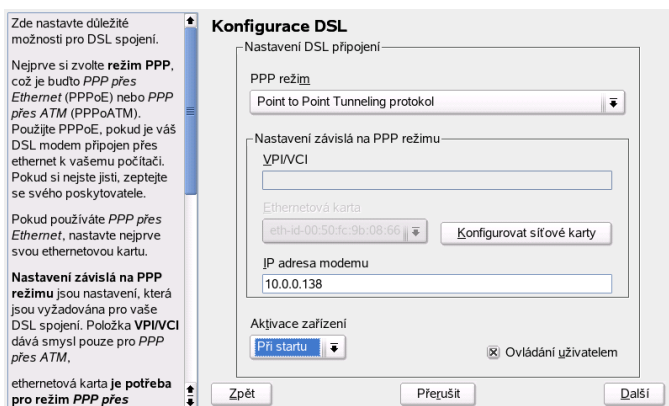 Zde nastavte důležité
možnosti pro DSL spojení.
Nejprve si zvolte režim PPP,
což je buďto PPP přes
Ethernet (PPPoE) nebo PPP
přes ATM (PPPoATM).
Použijte PPPoE, pokud je váš
DSL modem připojen přes
ethernet k vašemu počítači.
Pokud si nejste jisti, zeptejte
se svého poskytovatele.
Pokud používáte PPP přes
Ethernet, nastavte nejprve
svou ethernetovou kartu.
Nastavení závislá na PPP
režimu jsou nastavení, která
jsou vyžadována pro vaše
DSL spojení. Položka VPI/VCI
dává smysl pouze pro PPP
přes ATM,
ethernetová karta je potřeba
pro režim PPP přes
Konfigurace DSL
Nastavení DSL připojení
PPP režim
Point to Point Tunneling protokol
Nastavení závislá na PPP režimu
VPI/VCI
Ethernetová karta
eth-id-00:50:fc:9b:08:66
Konfigurovat síťové karty
IP adresa modemu
10.0.0.138
Aktivace zařízení
Při startu
Ovládání uživatelem
Zpět
Přerušit
Další